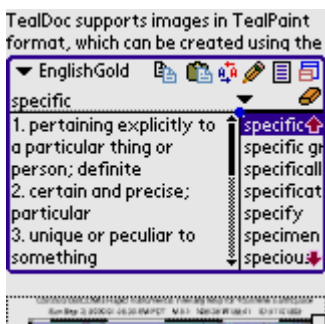 TealDoc supports images in TealPaint
format, which can be created using the
EnglishGold
specific
1. pertaining explicitly to
a particular thing or
person; definite
2. certain and precise;
particular
3. unique or peculiar to
something
specific
specific gr
specificall
specificat
specify
specimen
specious